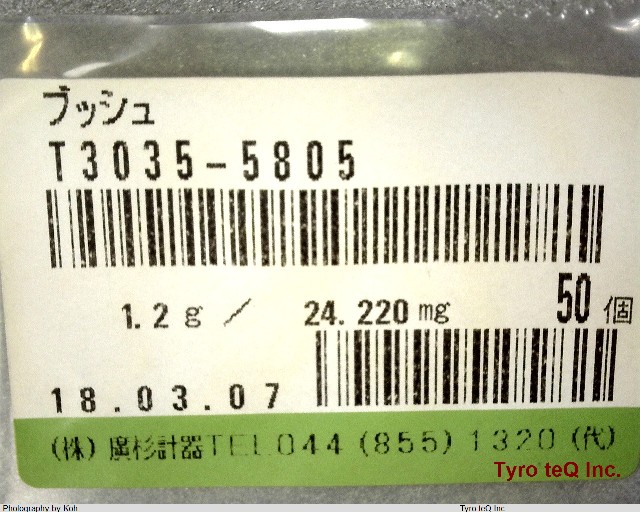 ブッシュ
T3035-5805
1.2g / 24.220mg 50個
18.03.07
(株)廣杉計器TEL044(855)1320(代)
Tyro teQ Inc.
Photography by Koh Tyro teQ Inc